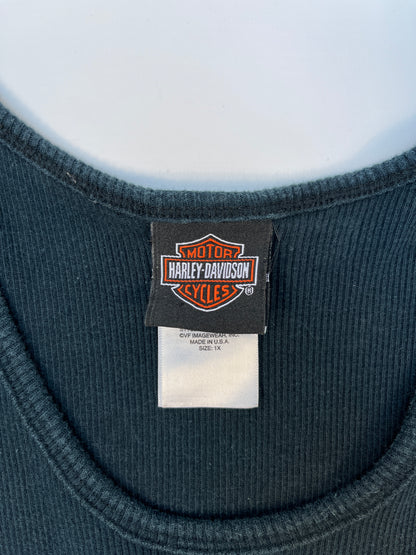 MOTOR
HARLEY-DAVIDSON
CYCLES
®
©VF IMAGEWEAR, INC.
MADE IN U.S.A
SIZE: 1X